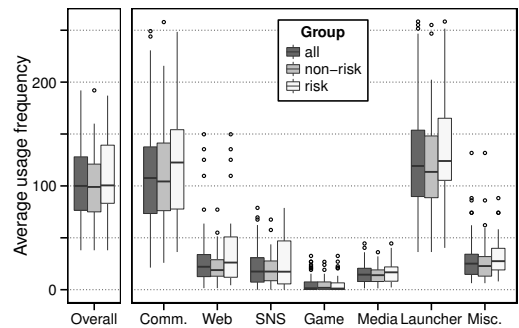 Group
all
non−risk
risk
Average usage frequency
200
100
0
Overall Comm. Web SNS Game Media Launcher Misc.